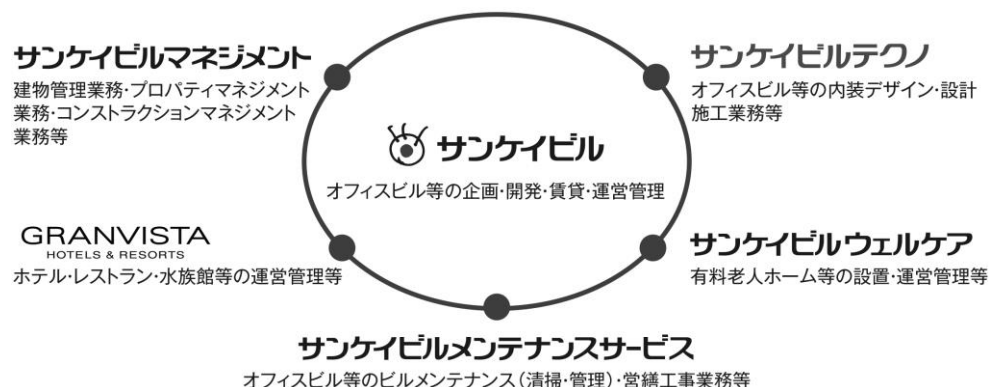 サンケイビルマネジメント
建物管理業務・プロパティマネジメント
業務・コンストラクションマネジメント
業務等
サンケイビルテクノ
オフィスビル等の内装デザイン・設計
施工業務等
サンケイビル
オフィスビル等の企画・開発・賃貸・運営管理
GRANVISTA
HOTELS & RESORTS
ホテル・レストラン・水族館等の運営管理等
サンケイビルウェルケア
有料老人ホーム等の設置・運営管理等
サンケイビルメンテナンスサービス
オフィスビル等のビルメンテナンス(清掃・管理)・営繕工事業務等